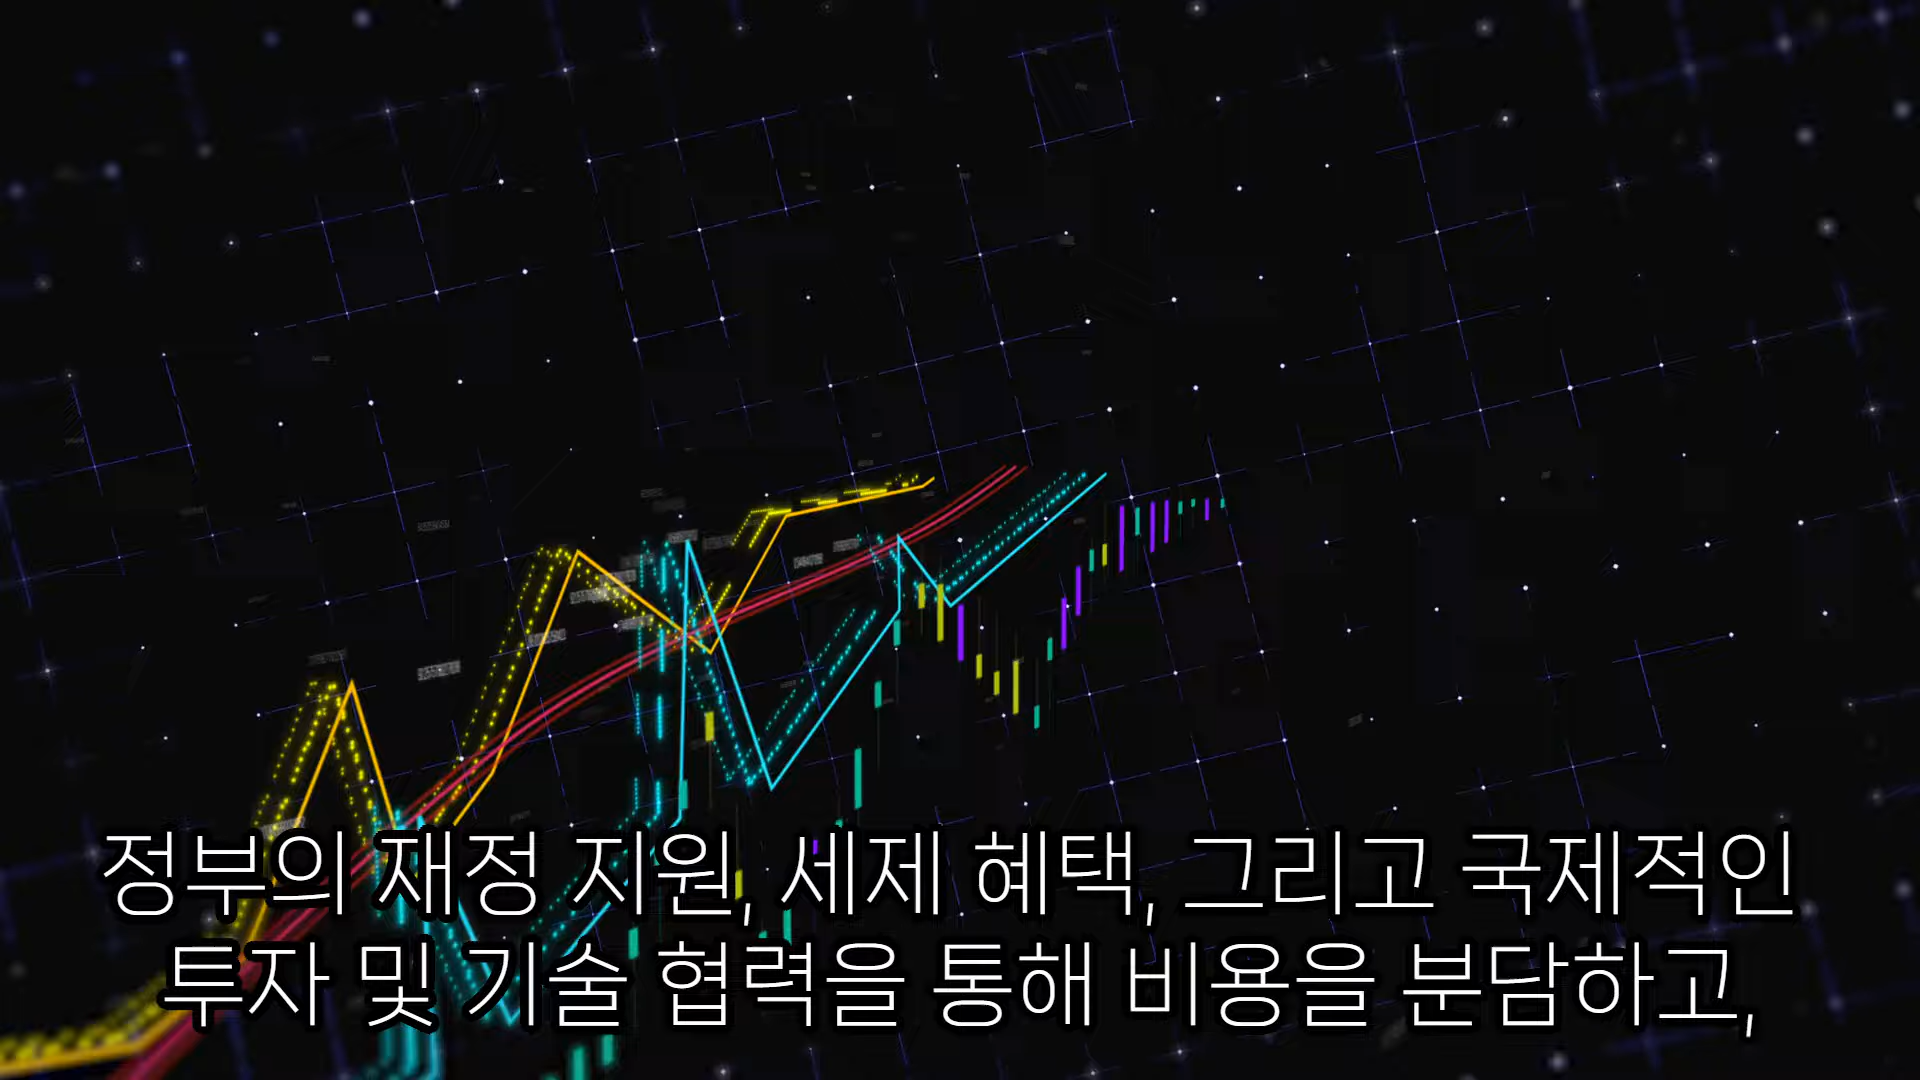 정부의 재정 지원, 세제 혜택, 그리고 국제적인
투자 및 기술 협력을 통해 비용을 분담하고,